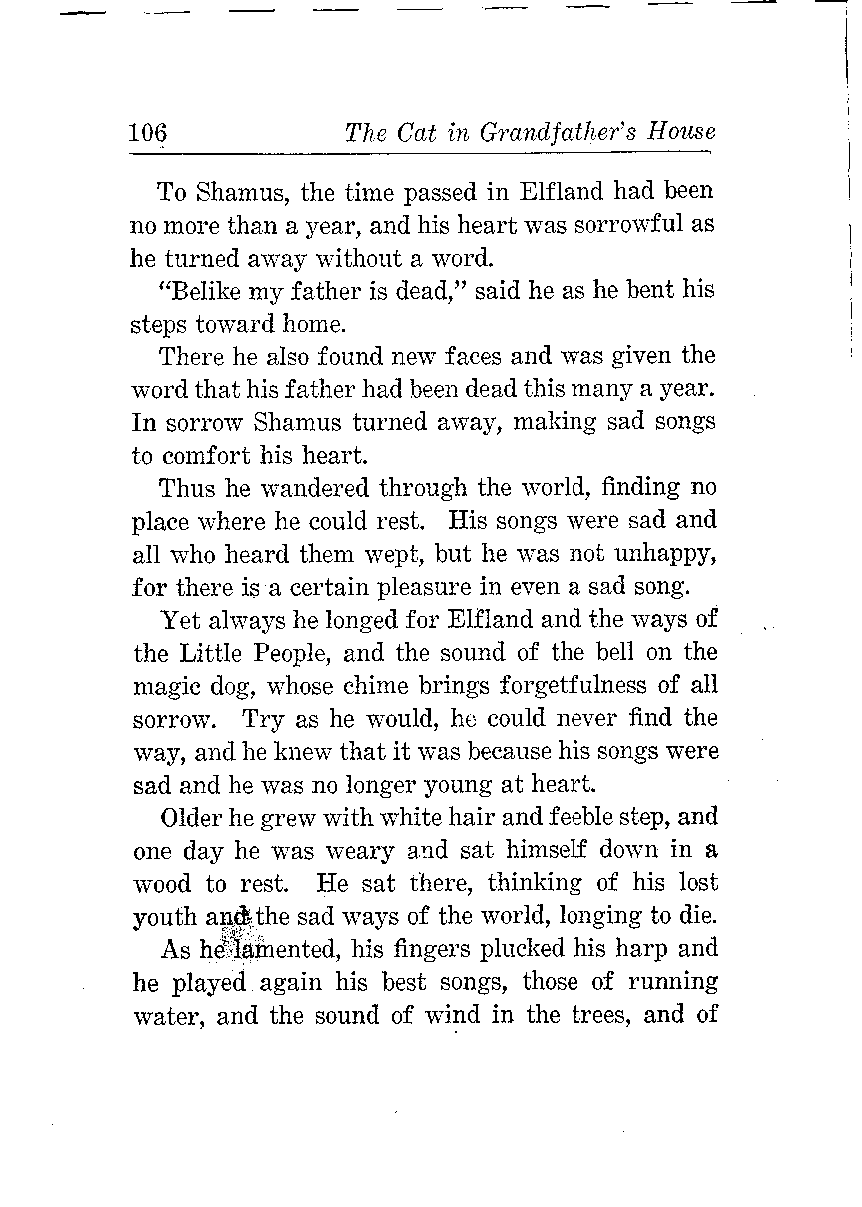 106 The Cat in Grandfather's House
To Shamus, the time passed in Elfland had been
no more than a year, and his heart was sorrowful as
he turned away without a word.
"Belike my father is dead," said he as he bent his
steps toward home.
There he also found new faces and was given the
word that his father had been dead this many a year.
In sorrow Shamus turned away, making sad songs
to comfort his heart.
Thus he wandered through the world, finding no
place where he could rest. His songs were sad and
all who heard them wept, but he was not unhappy,
for there is a certain pleasure in even a sad song.
Yet always he longed for Elfland and the ways of
the Little People, and the sound of the bell on the
magic dog, whose chime brings forgetfulness of all
sorrow. Try as he would, he could never find the
way, and he knew that it was because his songs were
sad and he was no longer young at heart.
Older he grew with white hair and feeble step, and
one day he was weary and sat himself down in a
wood to rest. He sat there, thinking of his lost
youth and the sad ways of the world, longing to die.
As he lamented, his fingers plucked his harp and
he played again his best songs, those of running
water, and the sound of wind in the trees, and of